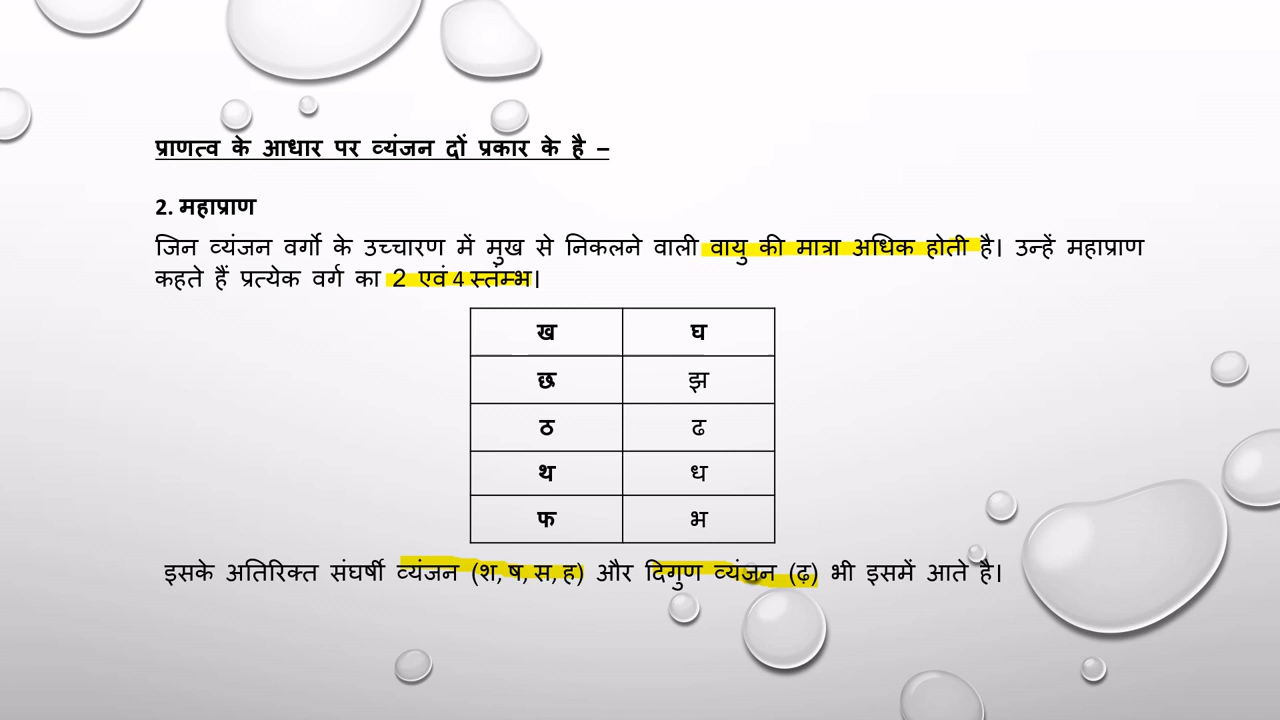 प्राणत्व के आधार पर व्यंजन दों प्रकार के है –
2. महाप्राण
जिन व्यंजन वर्गो के उच्चारण में मुख से निकलने वाली वायु की मात्रा अधिक होती है। उन्हें महाप्राण
कहते हैं प्रत्येक वर्ग का 2 एवं 4 स्तंम्भ।
ख घ
छ झ
ठ ढ
थ ध
फ भ
इसके अतिरिक्त संघर्षी व्यंजन (श, ष, स, ह) और दिगुण व्यंजन (ढ़) भी इसमें आते है।